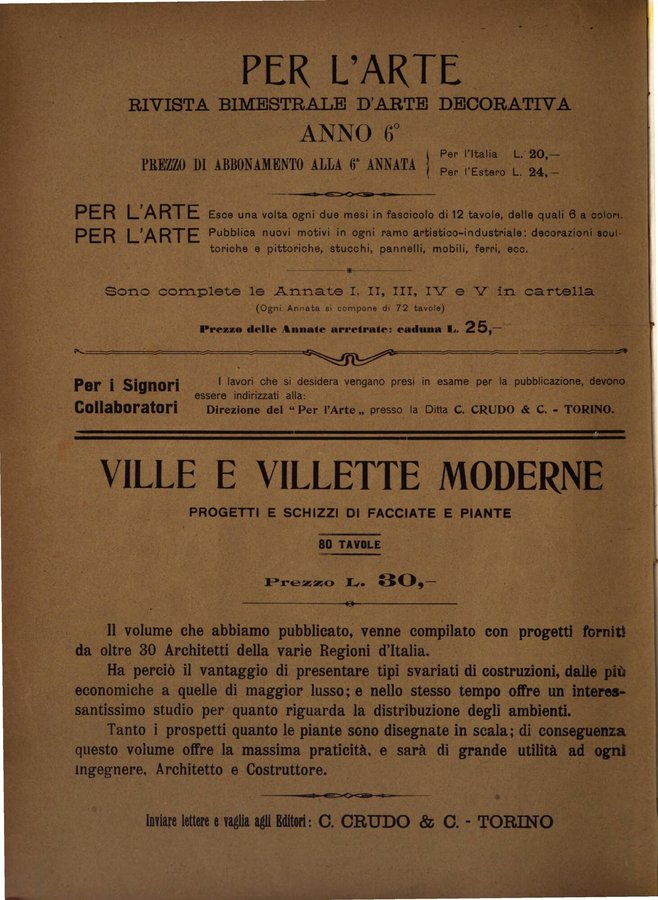 PER L'ARTE
RIVISTA BIMESTRALE D'ARTE DECORATIVA
ANNO 6°
PREZZO DI ABBONAMENTO ALLA 6ª ANNATA
Per l'Italia L. 20,—
Per l'Estero L. 24,—
PER L'ARTE Esce una volta ogni due mesi in fascicolo di 12 tavole, delle quali 6 a colori.
PER L'ARTE Pubblica nuovi motivi in ogni ramo artistico-industriale: decorazioni scul-
toriche e pittoriche, stucchi, pannelli, mobili, ferri, ecc.
Sono complete le Annate I, II, III, IV e V in cartella
(Ogni Annata si compone di 72 tavole)
Prezzo delle Annate arretrate: caduna L. 25,—
Per i Signori
Collaboratori
I lavori che si desidera vengano presi in esame per la pubblicazione, devono
essere indirizzati alla:
Direzione del "Per l'Arte„ presso la Ditta C. CRUDO & C. - TORINO.
VILLE E VILLETTE MODERNE
PROGETTI E SCHIZZI DI FACCIATE E PIANTE
80 TAVOLE
Prezzo L. 30,-
Il volume che abbiamo pubblicato, venne compilato con progetti forniti
da oltre 30 Architetti della varie Regioni d'Italia.
Ha perciò il vantaggio di presentare tipi svariati di costruzioni, dalle più
economiche a quelle di maggior lusso; e nello stesso tempo offre un interes-
santissimo studio per quanto riguarda la distribuzione degli ambienti.
Tanto i prospetti quanto le piante sono disegnate in scala; di conseguenza
questo volume offre la massima praticità, e sarà di grande utilità ad ogni
ingegnere, Architetto e Costruttore.
Inviare lettere e vaglia agli Editori: C. CRUDO & C. - TORINO